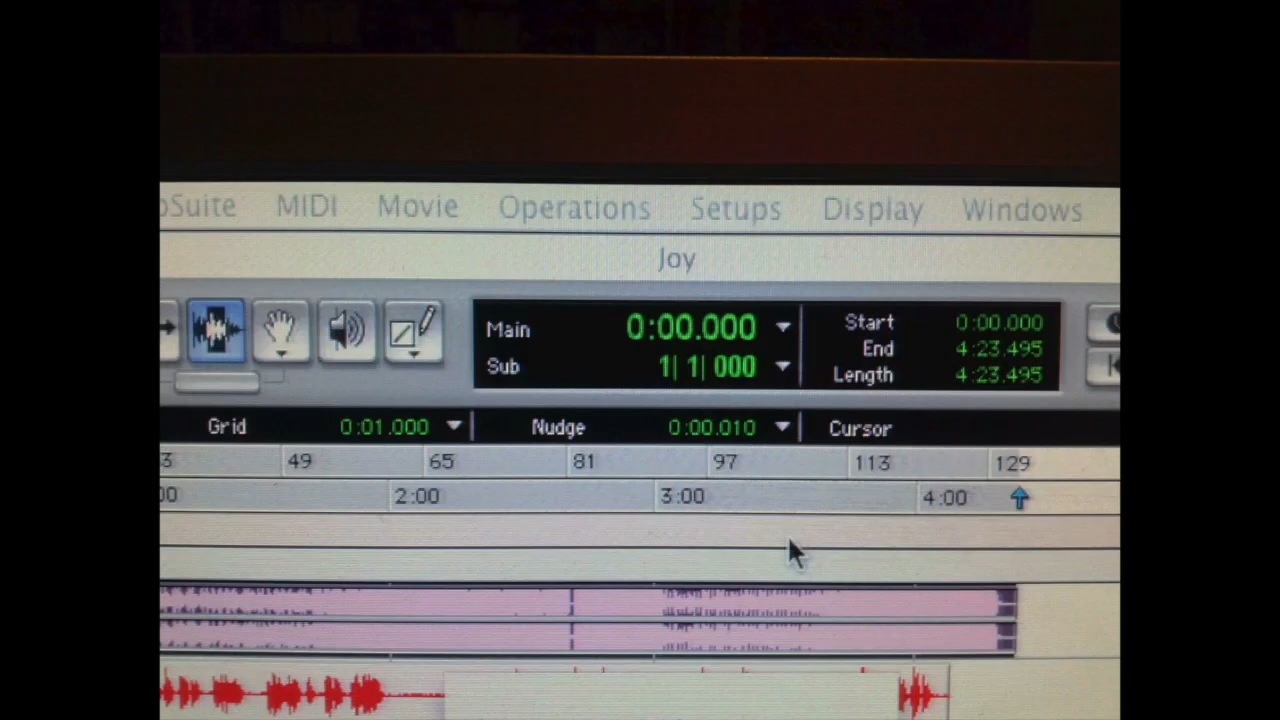 oSuite MIDI Movie Operations Setups Display Windows
Joy
Main 0:00.000
Sub 1| 1| 000
Start 0:00.000
End 4:23.495
Length 4:23.495
Grid 0:01.000 Nudge 0:00.010 Cursor
3 49 65 81 97 113 129
00 2:00 3:00 4:00